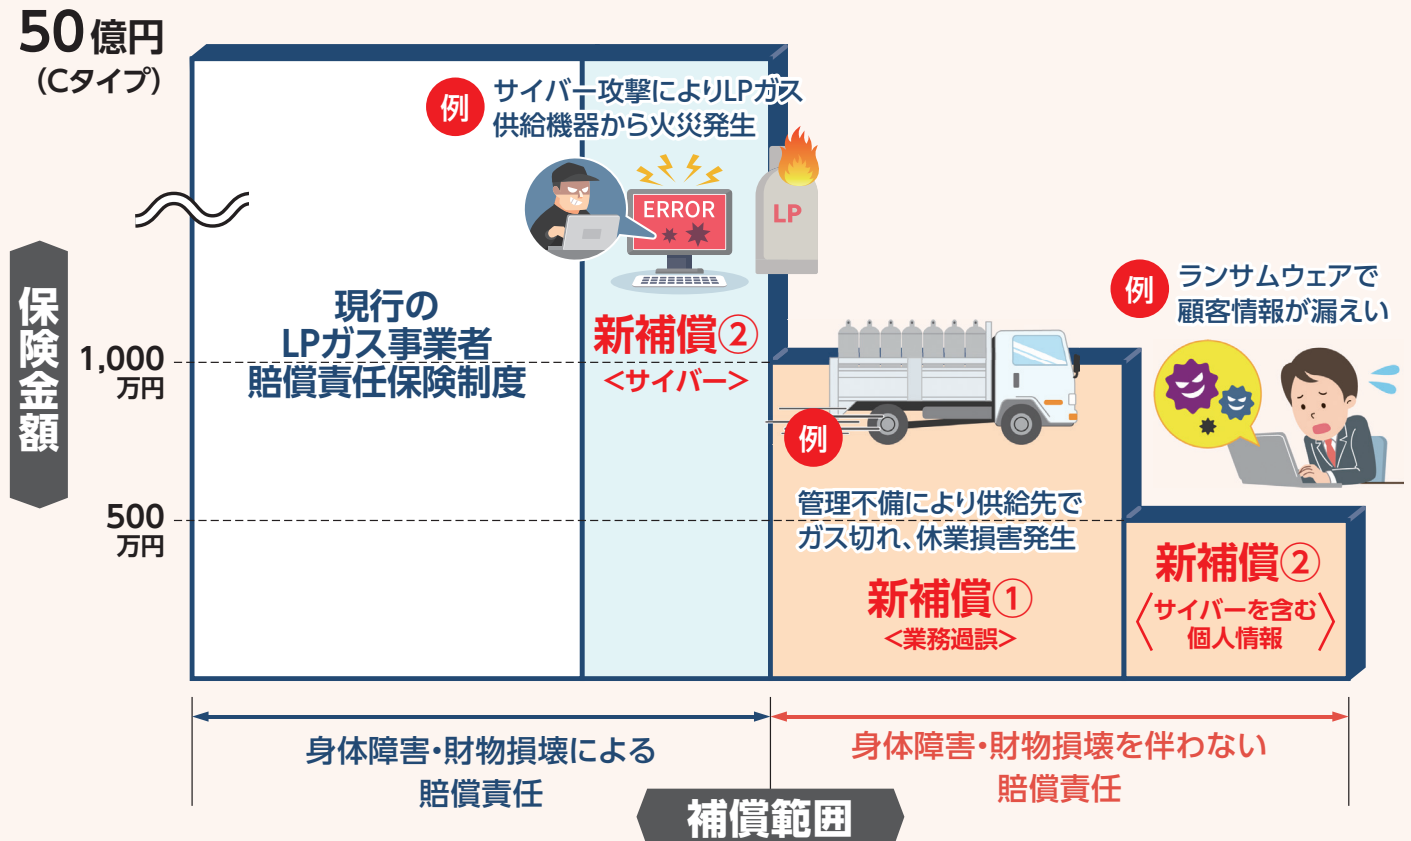 50億円
(Cタイプ)
例
サイバー攻撃によりLPガス
供給機器から火災発生
ERROR
LP
例
ランサムウェアで
顧客情報が漏えい
保険金額
現行の
LPガス事業者
賠償責任保険制度
新補償②
<サイバー>
1,000
万円
例
管理不備により供給先で
ガス切れ、休業損害発生
500
万円
新補償①
<業務過誤>
新補償②
〈サイバーを含む
個人情報〉
身体障害・財物損壊による
賠償責任
身体障害・財物損壊を伴わない
賠償責任
補償範囲